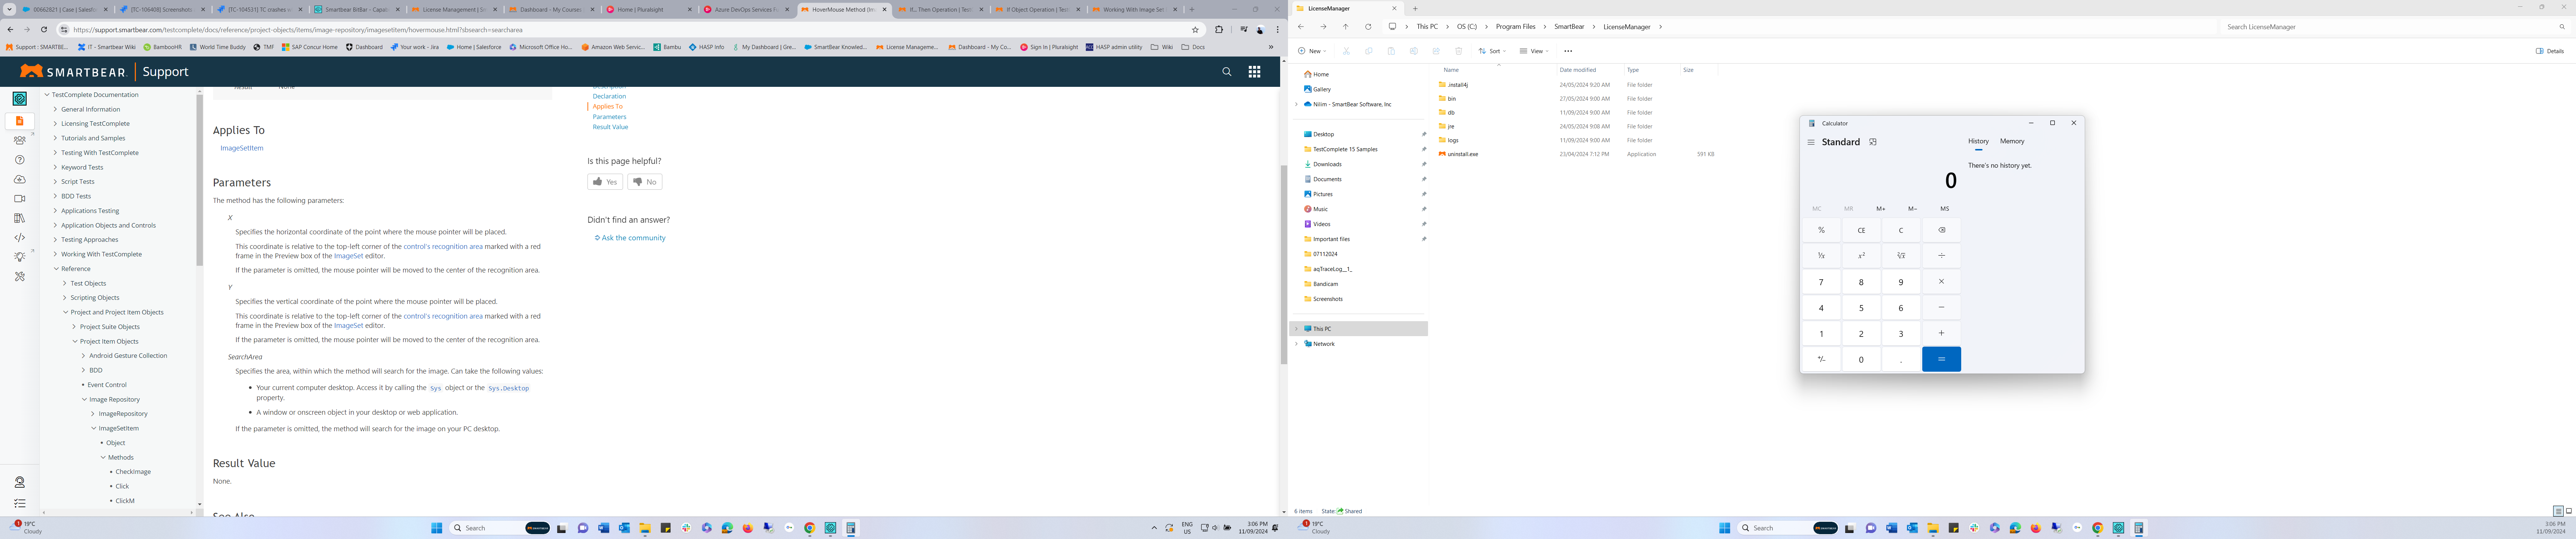 00662921 | Case | Salesfo
[TC-106408] Screenshots
[TC-104531] TC crashes w
Smartbear BitBar - Capac
License Management | Sm
Dashboard - My Courses
Home | Pluralsight
Azure DevOps Services Fu
HoverMouse Method (Im
If... Then Operation | Test
If Object Operation | Test
Working With Image Set
https://support.smartbear.com/testcomplete/docs/reference/project-objects/items/image-repository/imagesetitem/hovermouse.html?sbsearch=searcharea
Support : SMARTBE...
IT - Smartbear Wiki
BambooHR
World Time Buddy
TMF
SAP Concur Home
Dashboard
Your work - Jira
Home | Salesforce
Microsoft Office Ho...
Amazon Web Servic...
Bambu
HASP Info
My Dashboard | Gre...
SmartBear Knowled...
License Manageme...
Dashboard - My Co...
Sign In | Pluralsight
HASP admin utility
Wiki
Docs
SMARTBEAR
Support
TestComplete Documentation
General Information
Licensing TestComplete
Tutorials and Samples
Testing With TestComplete
Keyword Tests
Script Tests
BDD Tests
Applications Testing
Application Objects and Controls
Testing Approaches
Working With TestComplete
Reference
Test Objects
Scripting Objects
Project and Project Item Objects
Project Suite Objects
Project Item Objects
Android Gesture Collection
BDD
Event Control
Image Repository
ImageRepository
ImageSetItem
Object
Methods
CheckImage
Click
ClickM
Result None
Applies To
ImageSetItem
Parameters
The method has the following parameters:
X
Specifies the horizontal coordinate of the point where the mouse pointer will be placed.
This coordinate is relative to the top-left corner of the control's recognition area marked with a red
frame in the Preview box of the ImageSet editor.
If the parameter is omitted, the mouse pointer will be moved to the center of the recognition area.
Y
Specifies the vertical coordinate of the point where the mouse pointer will be placed.
This coordinate is relative to the top-left corner of the control's recognition area marked with a red
frame in the Preview box of the ImageSet editor.
If the parameter is omitted, the mouse pointer will be moved to the center of the recognition area.
SearchArea
Specifies the area, within which the method will search for the image. Can take the following values:
Your current computer desktop. Access it by calling the Sys object or the Sys.Desktop
property.
A window or onscreen object in your desktop or web application.
If the parameter is omitted, the method will search for the image on your PC desktop.
Result Value
None.
See Also
Description
Declaration
Applies To
Parameters
Result Value
Is this page helpful?
Yes No
Didn't find an answer?
Ask the community
1 19°C
Cloudy
Search
ENG
US
3:06 PM
11/09/2024
LicenseManager
This PC > OS (C:) > Program Files > SmartBear > LicenseManager >
Search LicenseManager
New
Sort
View
Details
Home
Gallery
Nilim - SmartBear Software, Inc
Desktop
TestComplete 15 Samples
Downloads
Documents
Pictures
Music
Videos
Important files
07112024
aqTraceLog__1_
Bandicam
Screenshots
This PC
Network
Name Date modified Type Size
.install4j 24/05/2024 9:20 AM File folder
bin 27/05/2024 9:00 AM File folder
db 11/09/2024 9:00 AM File folder
jre 24/05/2024 9:08 AM File folder
logs 11/09/2024 9:00 AM File folder
uninstall.exe 23/04/2024 7:12 PM Application 591 KB
Calculator
Standard
History Memory
There's no history yet.
0
MC MR M+ M− MS
% CE C
¹/x x² ²√x ÷
7 8 9 ×
4 5 6 −
1 2 3 +
+/− 0 . =
6 items State: Shared
1 19°C
Cloudy
Search
3:06 PM
11/09/2024